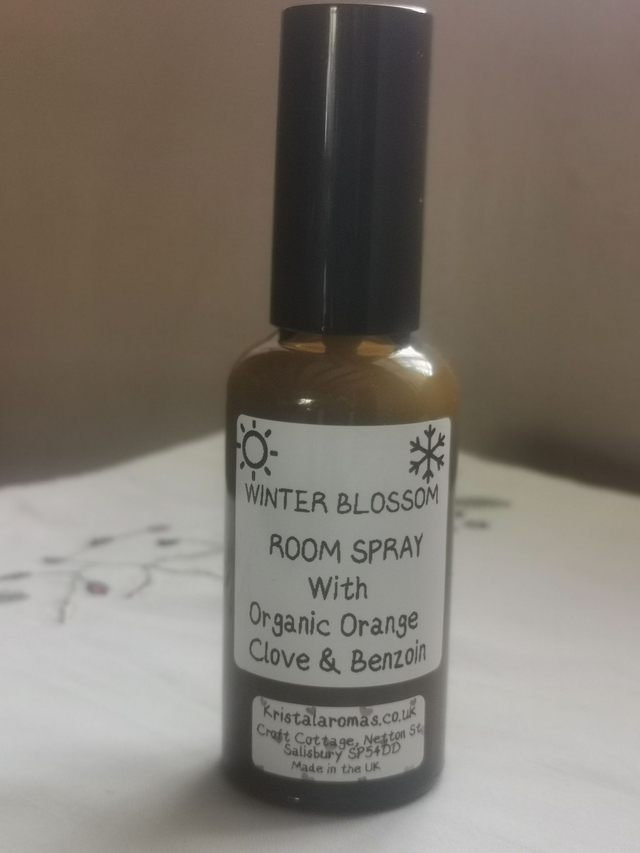 WINTER BLOSSOM
ROOM SPRAY
With
Organic Orange
Clove & Benzoin
Kristalaromas.co.uk
Croft Cottage, Netton St,
Salisbury SP54DD
Made in the UK